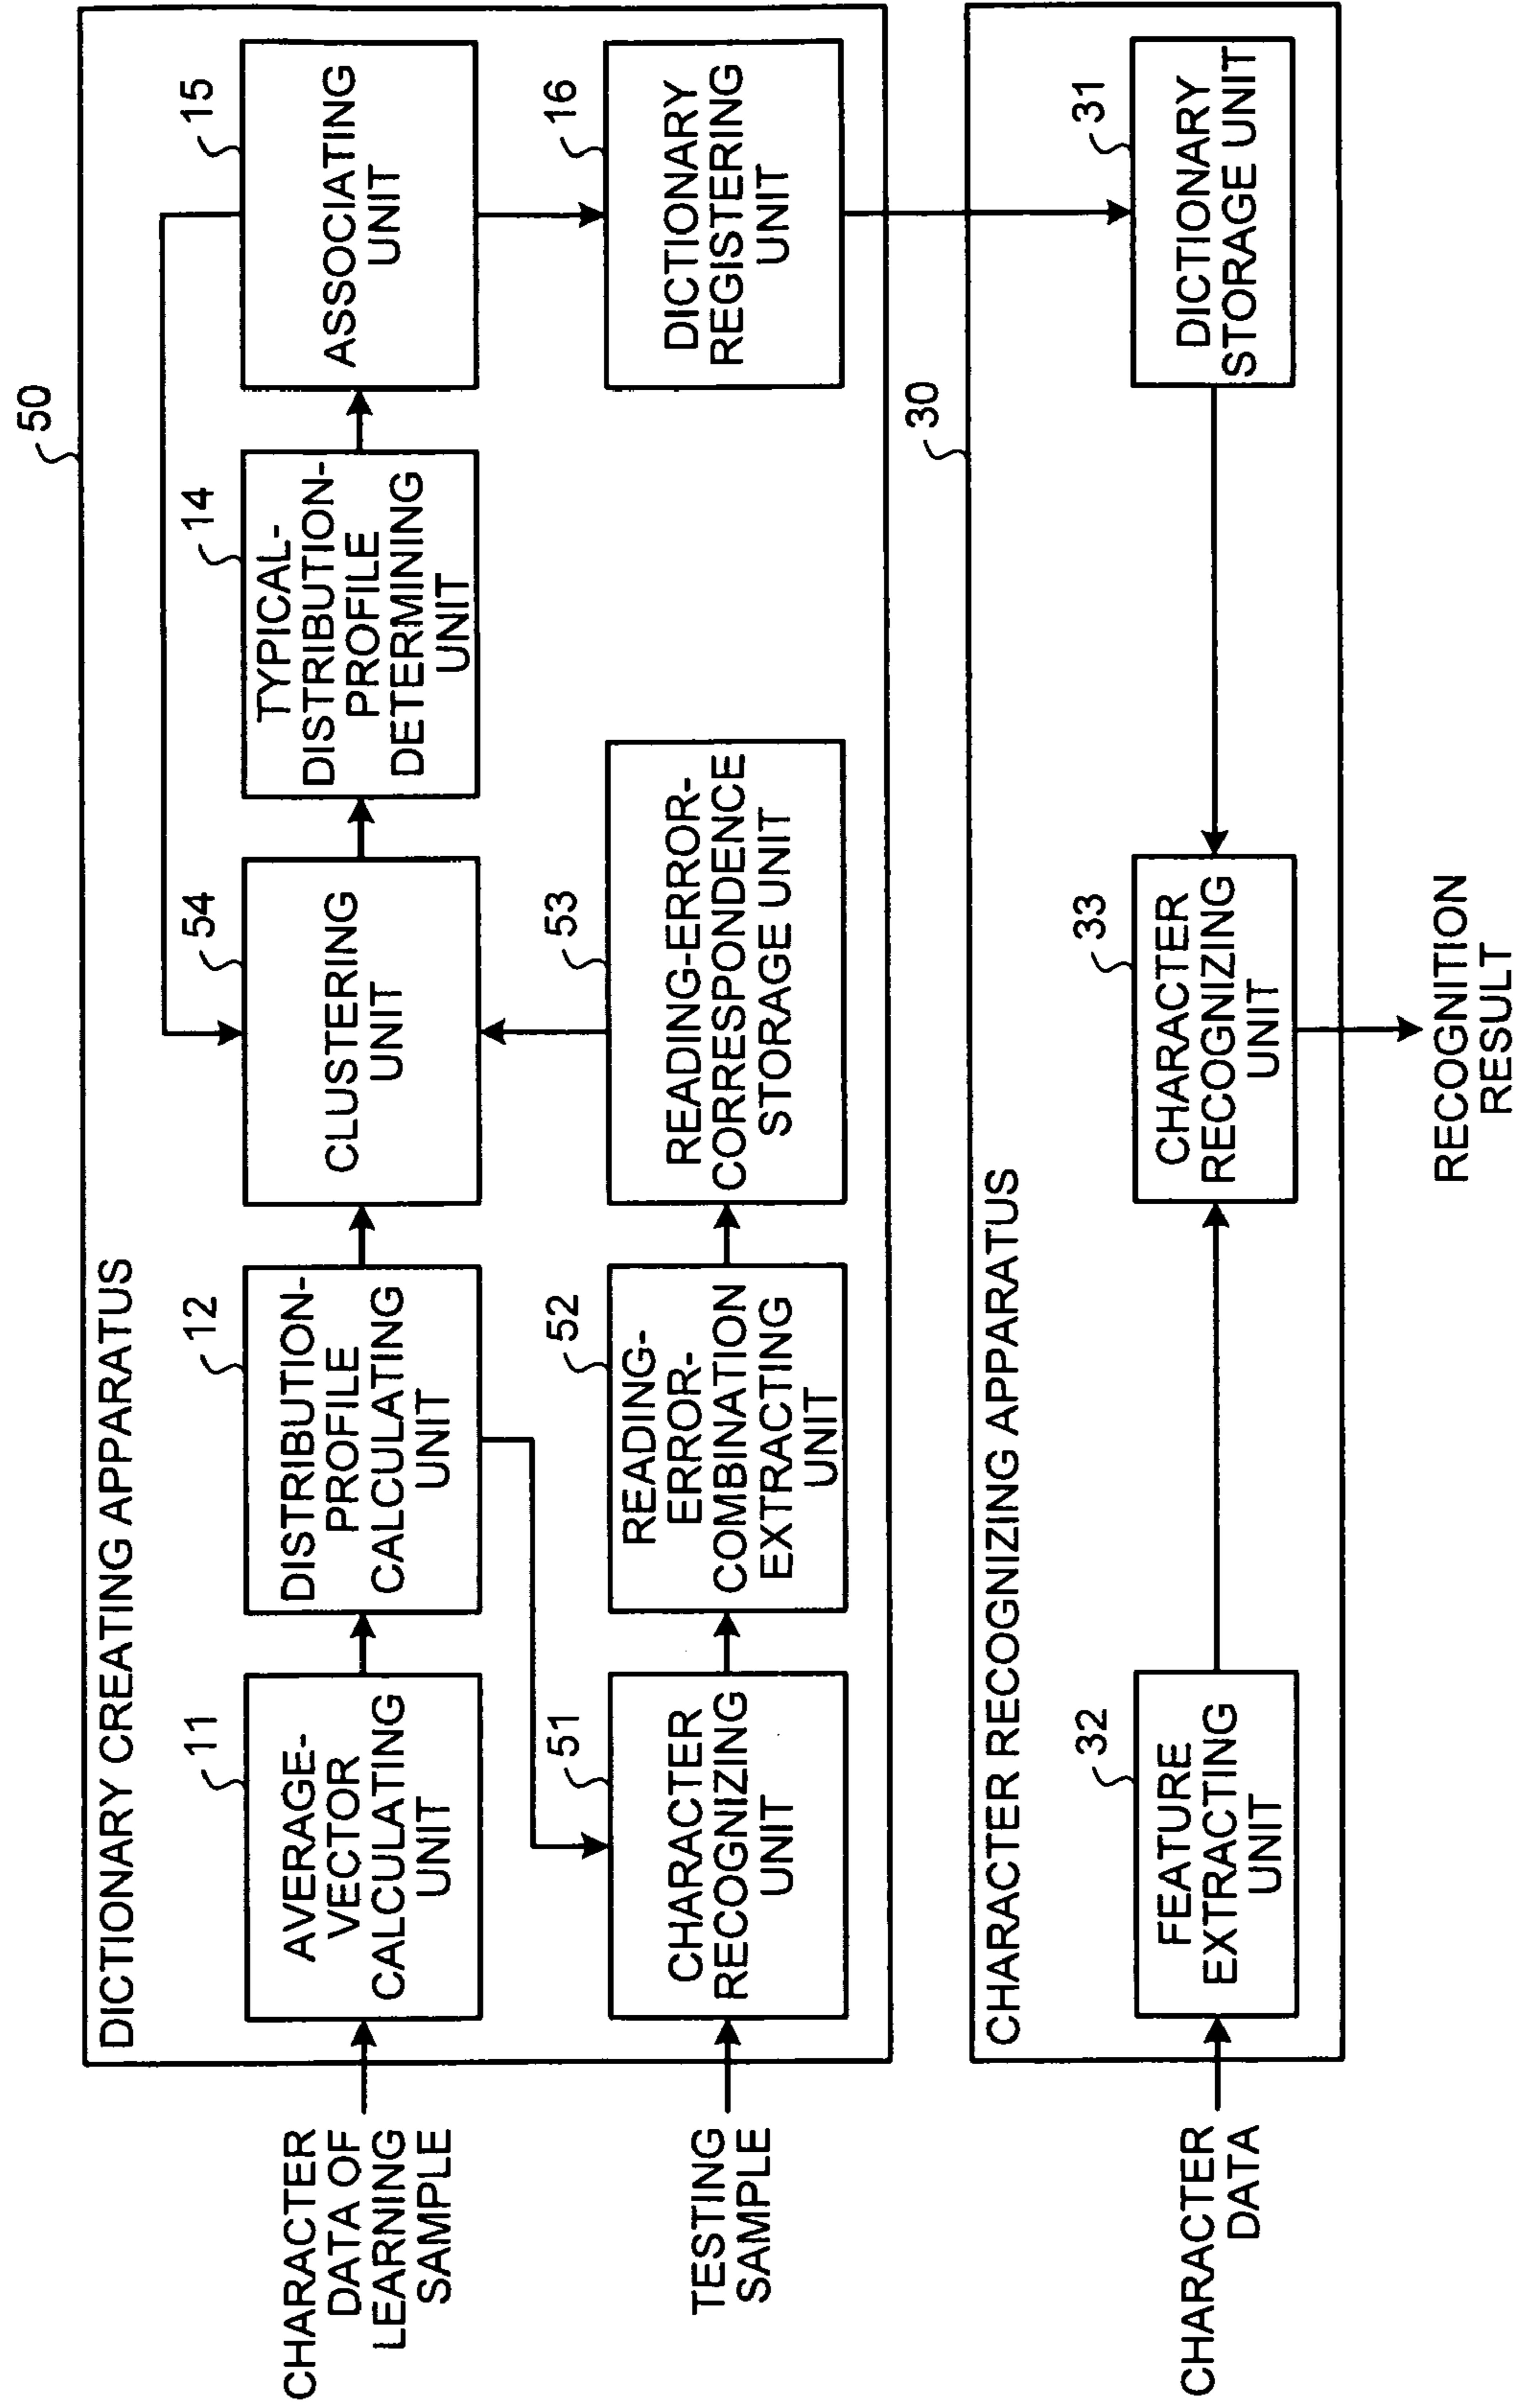 50
DICTIONARY CREATING APPARATUS
CHARACTER
DATA OF
LEARNING
SAMPLE
11
AVERAGE-
VECTOR
CALCULATING
UNIT
12
DISTRIBUTION-
PROFILE
CALCULATING
UNIT
54
CLUSTERING
UNIT
14
TYPICAL-
DISTRIBUTION-
PROFILE
DETERMINING
UNIT
15
ASSOCIATING
UNIT
TESTING
SAMPLE
51
CHARACTER
RECOGNIZING
UNIT
52
READING-
ERROR-
COMBINATION
EXTRACTING
UNIT
53
READING-ERROR-
CORRESPONDENCE
STORAGE UNIT
16
DICTIONARY
REGISTERING
UNIT
30
CHARACTER RECOGNIZING APPARATUS
CHARACTER
DATA
32
FEATURE
EXTRACTING
UNIT
33
CHARACTER
RECOGNIZING
UNIT
31
DICTIONARY
STORAGE UNIT
RECOGNITION
RESULT